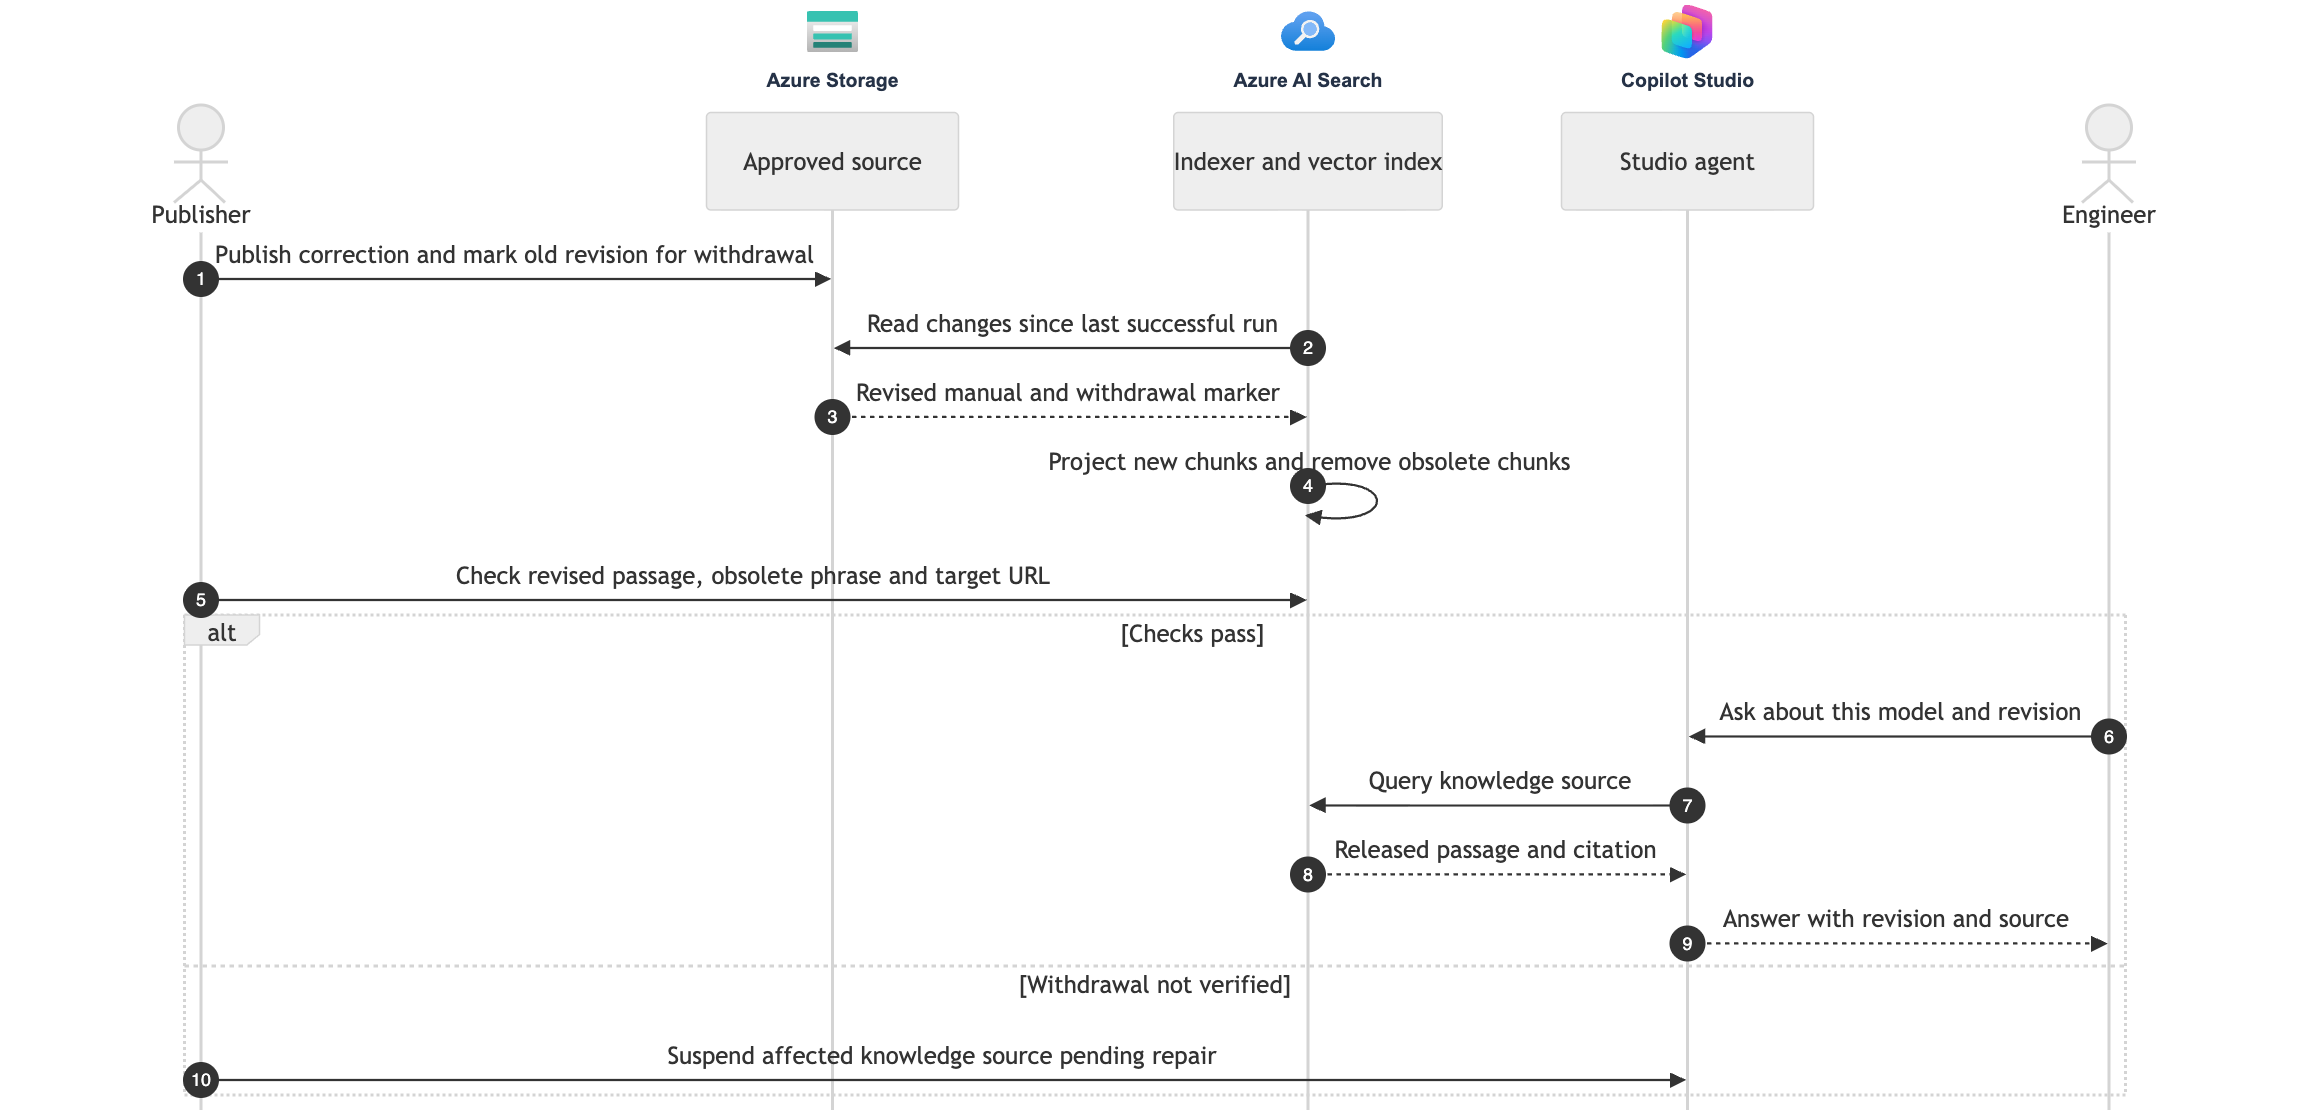 Azure Storage
Azure AI Search
Copilot Studio
Approved source
Indexer and vector index
Studio agent
Publisher
Engineer
Publish correction and mark old revision for withdrawal
1
Read changes since last successful run
2
Revised manual and withdrawal marker
3
Project new chunks and remove obsolete chunks
4
Check revised passage, obsolete phrase and target URL
5
alt
[Checks pass]
Ask about this model and revision
6
Query knowledge source
7
Released passage and citation
8
Answer with revision and source
9
[Withdrawal not verified]
Suspend affected knowledge source pending repair
10